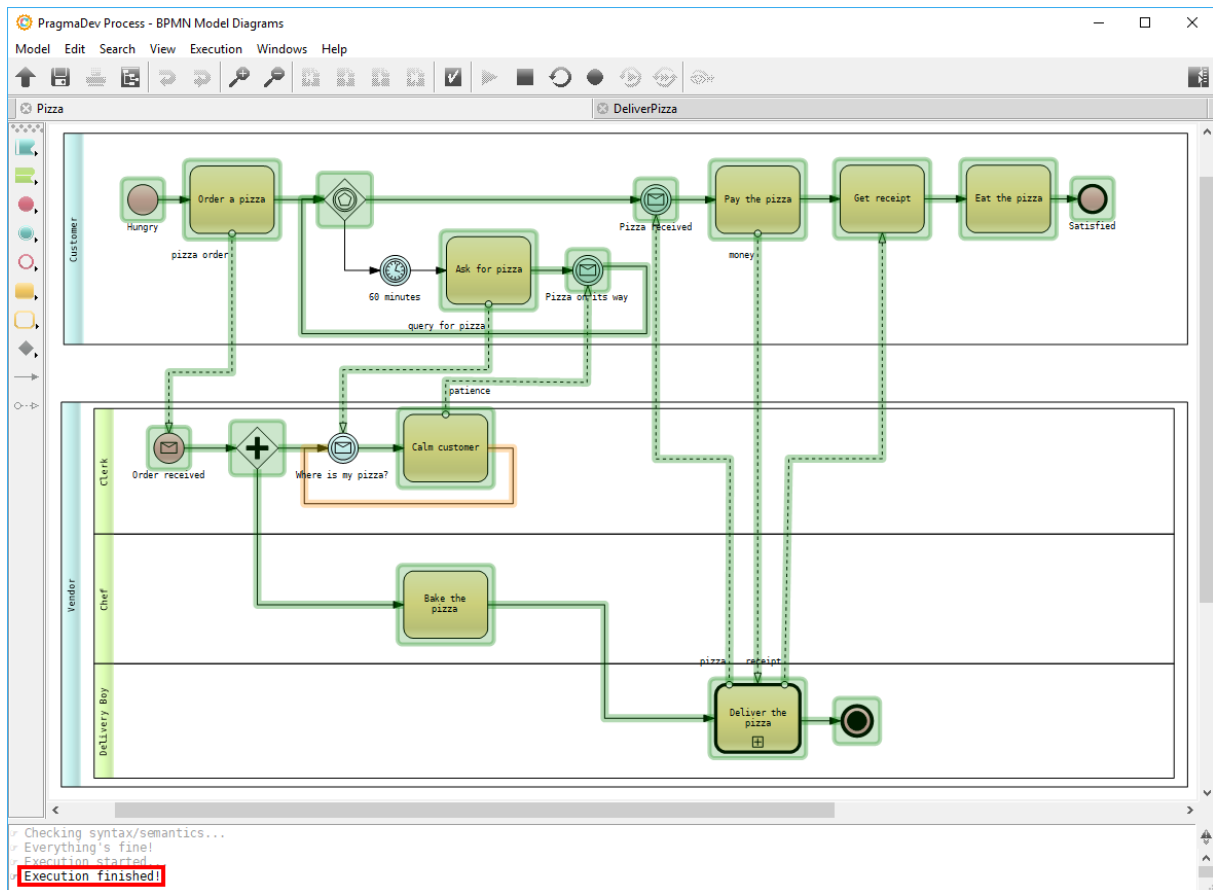 PragmaDev Process - BPMN Model Diagrams
Model Edit Search View Execution Windows Help
Pizza
DeliverPizza
Customer
Hungry
Order a pizza
pizza order
60 minutes
Ask for pizza
query for pizza
Pizza on its way
Pizza received
Pay the pizza
money
Get receipt
Eat the pizza
Satisfied
patience
Vendor
Clerk
Order received
Where is my pizza?
Calm customer
Chef
Bake the
pizza
Delivery Boy
pizza
receipt
Deliver the
pizza
Checking syntax/semantics...
Everything's fine!
Execution started...
Execution finished!